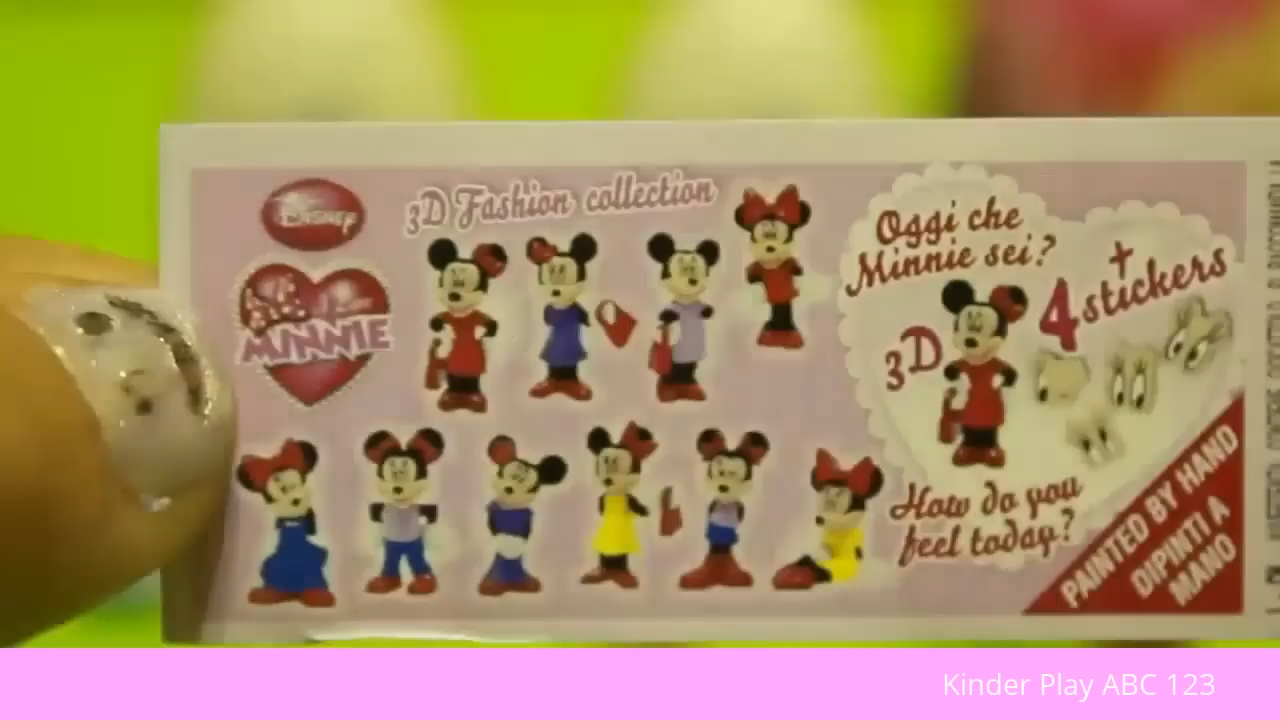 Disney
MINNIE
3D Fashion collection
Oggi che
Minnie sei?
3D
+
4 stickers
How do you
feel today?
PAINTED BY HAND
DIPINTI A
MANO
Kinder Play ABC 123